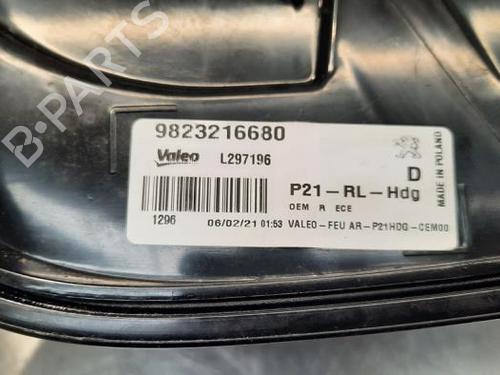 9823216680
Valeo L297196
D
P21-RL-Hdg
OEM R ECE
1296 06/02/21 01:53 VALEO-FEU AR-P21HDG-CEM00
MADE IN POLAND
B-PARTS